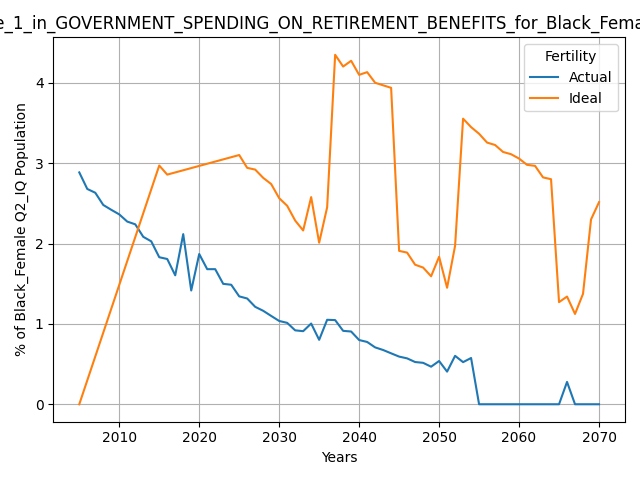 e_1_in_GOVERNMENT_SPENDING_ON_RETIREMENT_BENEFITS_for_Black_Fema
Fertility
Actual
Ideal
% of Black_Female Q2_IQ Population
4
3
2
1
0
2010 2020 2030 2040 2050 2060 2070
Years